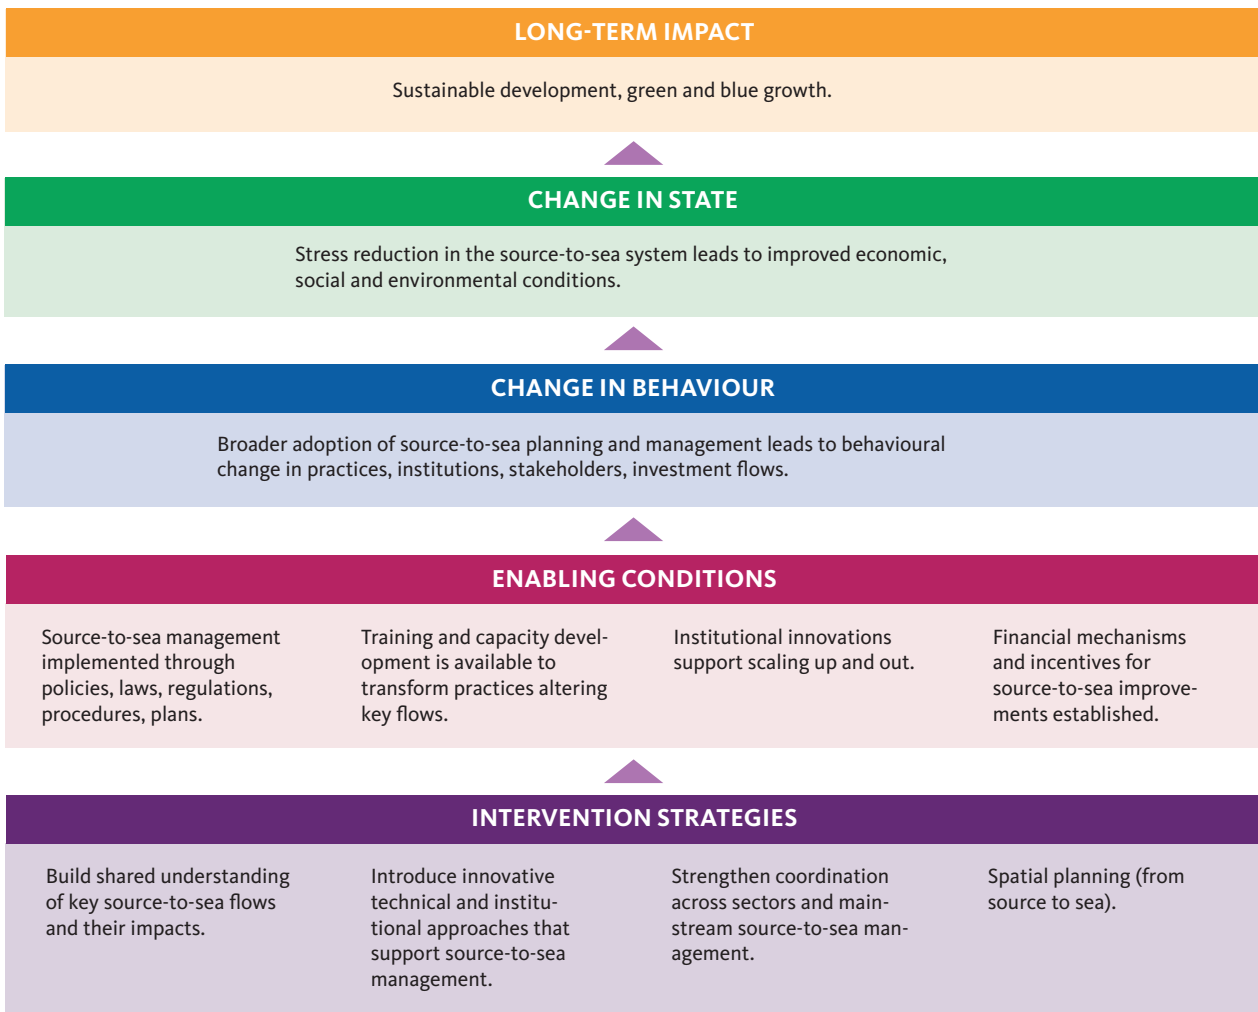 LONG-TERM IMPACT
Sustainable development, green and blue growth.
CHANGE IN STATE
Stress reduction in the source-to-sea system leads to improved economic,
social and environmental conditions.
CHANGE IN BEHAVIOUR
Broader adoption of source-to-sea planning and management leads to behavioural
change in practices, institutions, stakeholders, investment flows.
ENABLING CONDITIONS
Source-to-sea management
implemented through
policies, laws, regulations,
procedures, plans.
Training and capacity devel-
opment is available to
transform practices altering
key flows.
Institutional innovations
support scaling up and out.
Financial mechanisms
and incentives for
source-to-sea improve-
ments established.
INTERVENTION STRATEGIES
Build shared understanding
of key source-to-sea flows
and their impacts.
Introduce innovative
technical and institu-
tional approaches that
support source-to-sea
management.
Strengthen coordination
across sectors and main-
stream source-to-sea man-
agement.
Spatial planning (from
source to sea).